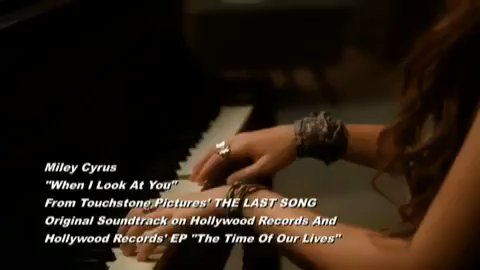 Miley Cyrus
"When I Look At You"
From Touchstone Pictures' THE LAST SONG
Original Soundtrack on Hollywood Records And
Hollywood Records' EP "The Time Of Our Lives"